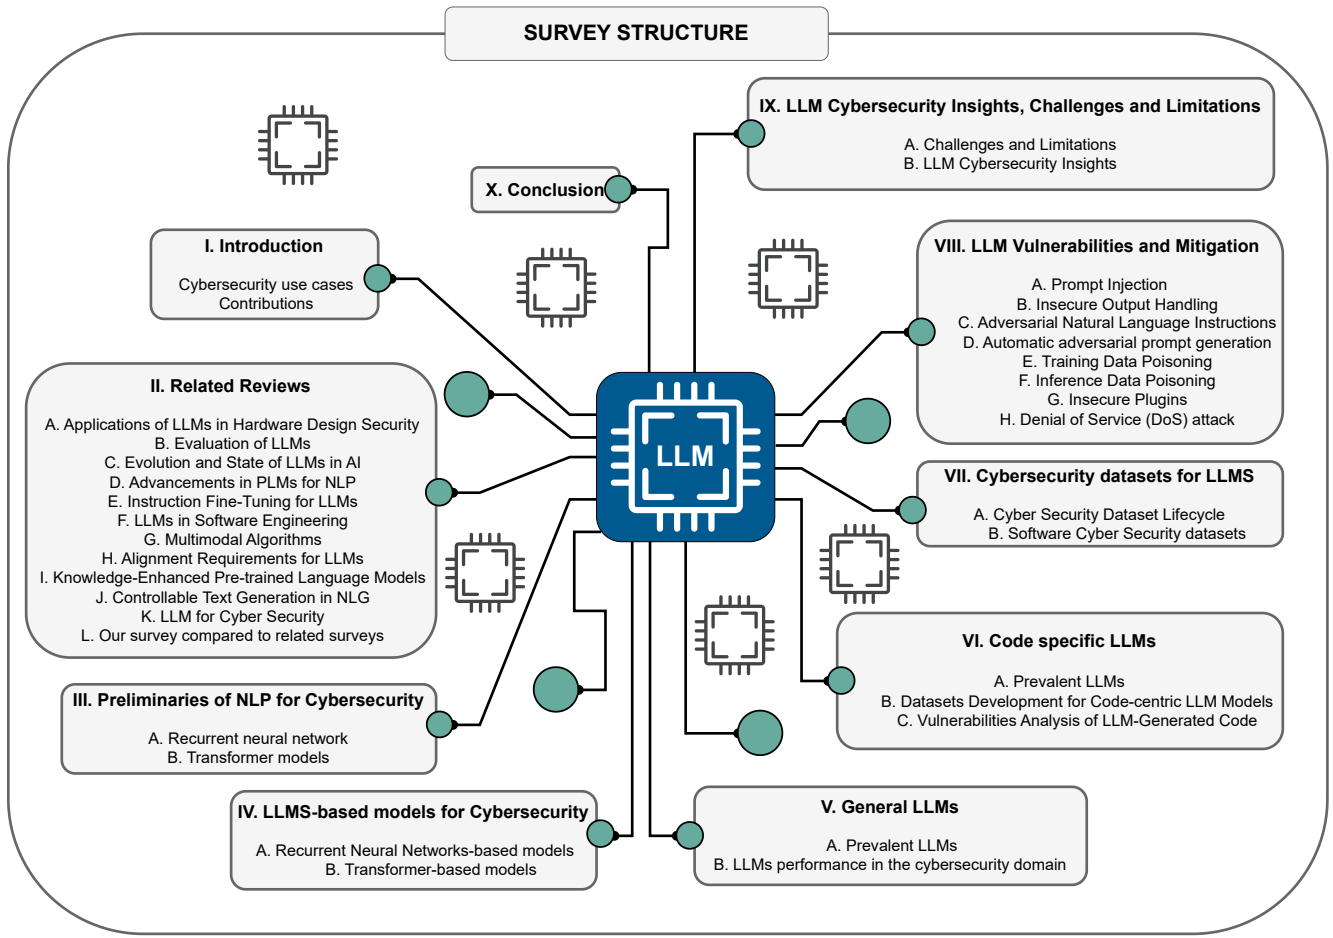 SURVEY STRUCTURE
I. Introduction
Cybersecurity use cases
Contributions
II. Related Reviews
A. Applications of LLMs in Hardware Design Security
B. Evaluation of LLMs
C. Evolution and State of LLMs in AI
D. Advancements in PLMs for NLP
E. Instruction Fine-Tuning for LLMs
F. LLMs in Software Engineering
G. Multimodal Algorithms
H. Alignment Requirements for LLMs
I. Knowledge-Enhanced Pre-trained Language Models
J. Controllable Text Generation in NLG
K. LLM for Cyber Security
L. Our survey compared to related surveys
III. Preliminaries of NLP for Cybersecurity
A. Recurrent neural network
B. Transformer models
IV. LLMS-based models for Cybersecurity
A. Recurrent Neural Networks-based models
B. Transformer-based models
V. General LLMs
A. Prevalent LLMs
B. LLMs performance in the cybersecurity domain
VI. Code specific LLMs
A. Prevalent LLMs
B. Datasets Development for Code-centric LLM Models
C. Vulnerabilities Analysis of LLM-Generated Code
VII. Cybersecurity datasets for LLMS
A. Cyber Security Dataset Lifecycle
B. Software Cyber Security datasets
VIII. LLM Vulnerabilities and Mitigation
A. Prompt Injection
B. Insecure Output Handling
C. Adversarial Natural Language Instructions
D. Automatic adversarial prompt generation
E. Training Data Poisoning
F. Inference Data Poisoning
G. Insecure Plugins
H. Denial of Service (DoS) attack
IX. LLM Cybersecurity Insights, Challenges and Limitations
A. Challenges and Limitations
B. LLM Cybersecurity Insights
X. Conclusion
LLM